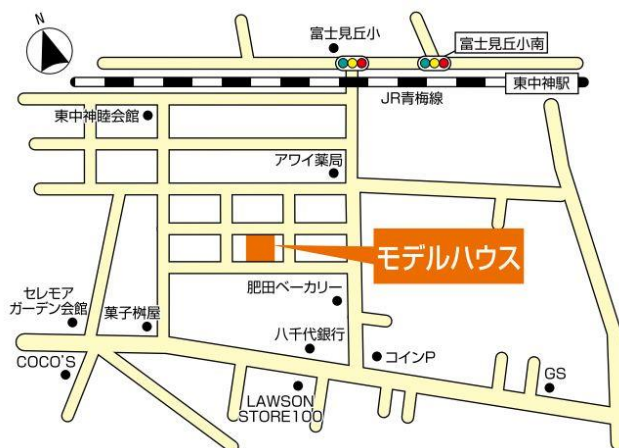 N
富士見丘小
富士見丘小南
東中神駅
JR青梅線
東中神睦会館
アワイ薬局
モデルハウス
セレモア
ガーデン会館
菓子桝屋
肥田ベーカリー
八千代銀行
コインP
COCO'S
LAWSON
STORE100
GS